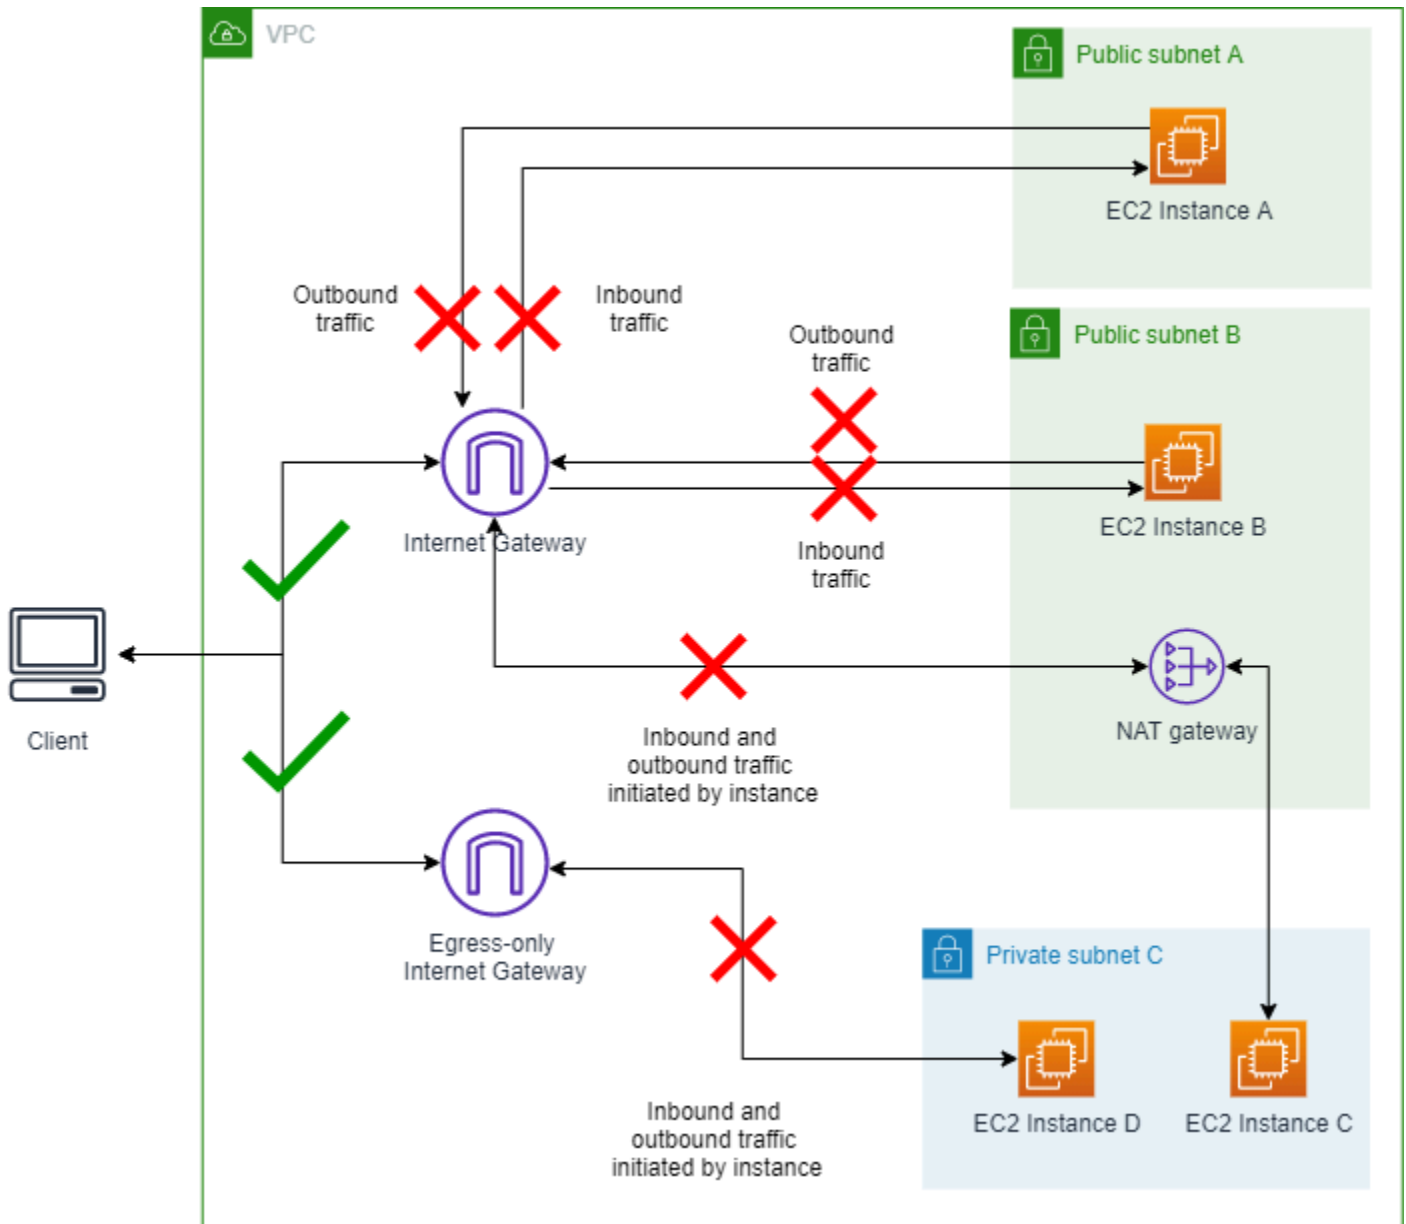 VPC
Public subnet A
EC2 Instance A
Outbound
traffic
Inbound
traffic
Outbound
traffic
Public subnet B
EC2 Instance B
Internet Gateway
Inbound
traffic
Client
NAT gateway
Inbound and
outbound traffic
initiated by instance
Egress-only
Internet Gateway
Private subnet C
EC2 Instance D
EC2 Instance C
Inbound and
outbound traffic
initiated by instance